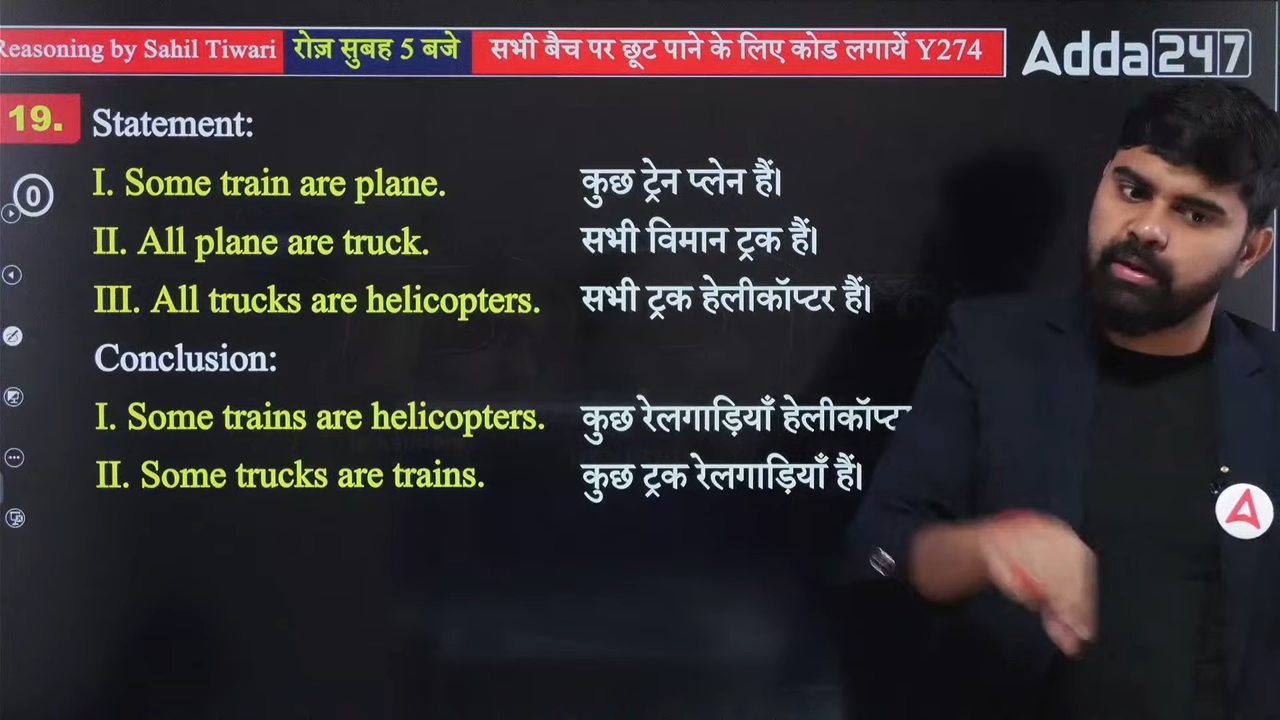 Reasoning by Sahil Tiwari रोज़ सुबह 5 बजे सभी बैच पर छूट पाने के लिए कोड लगायें Y274 Adda247
19. Statement:
0
I. Some train are plane. कुछ ट्रेन प्लेन हैं।
II. All plane are truck. सभी विमान ट्रक हैं।
III. All trucks are helicopters. सभी ट्रक हेलीकॉप्टर हैं।
Conclusion:
I. Some trains are helicopters. कुछ रेलगाड़ियाँ
II. Some trucks are trains. कुछ ट्रक रेलगाड़ियाँ हैं।